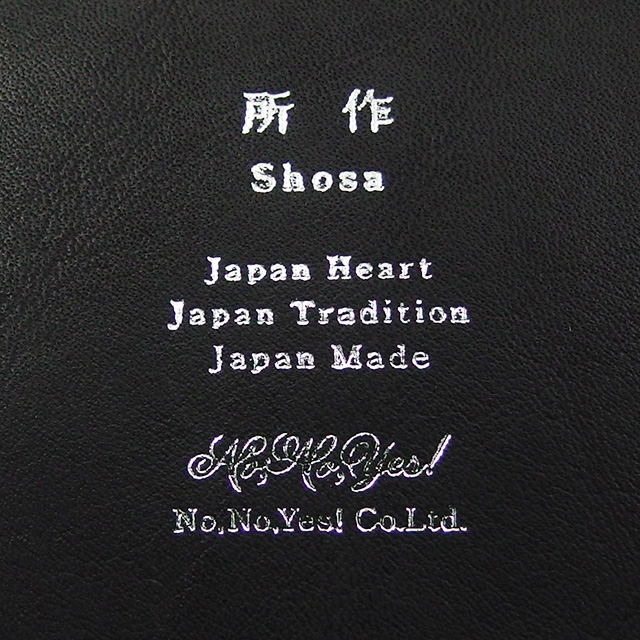 所作
Shosa
Japan Heart
Japan Tradition
Japan Made
No,No,Yes!
No,No,Yes! Co.Ltd.